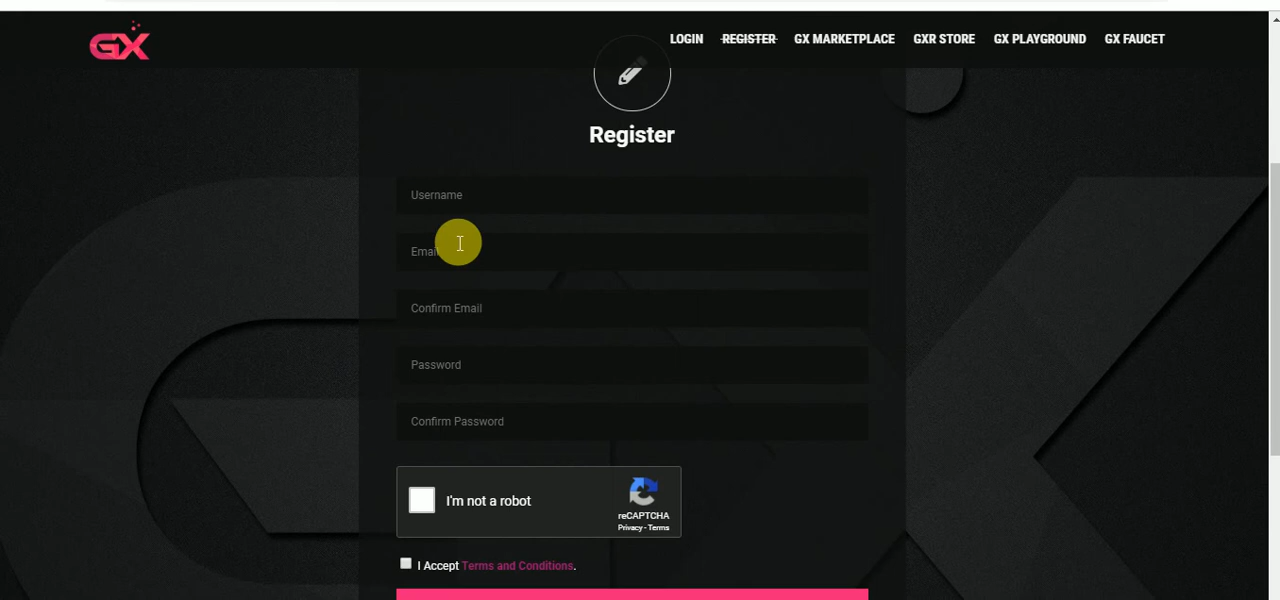 GX
LOGIN REGISTER GX MARKETPLACE GXR STORE GX PLAYGROUND GX FAUCET
Register
Username
Email
Confirm Email
Password
Confirm Password
I'm not a robot
reCAPTCHA
Privacy - Terms
I Accept Terms and Conditions.